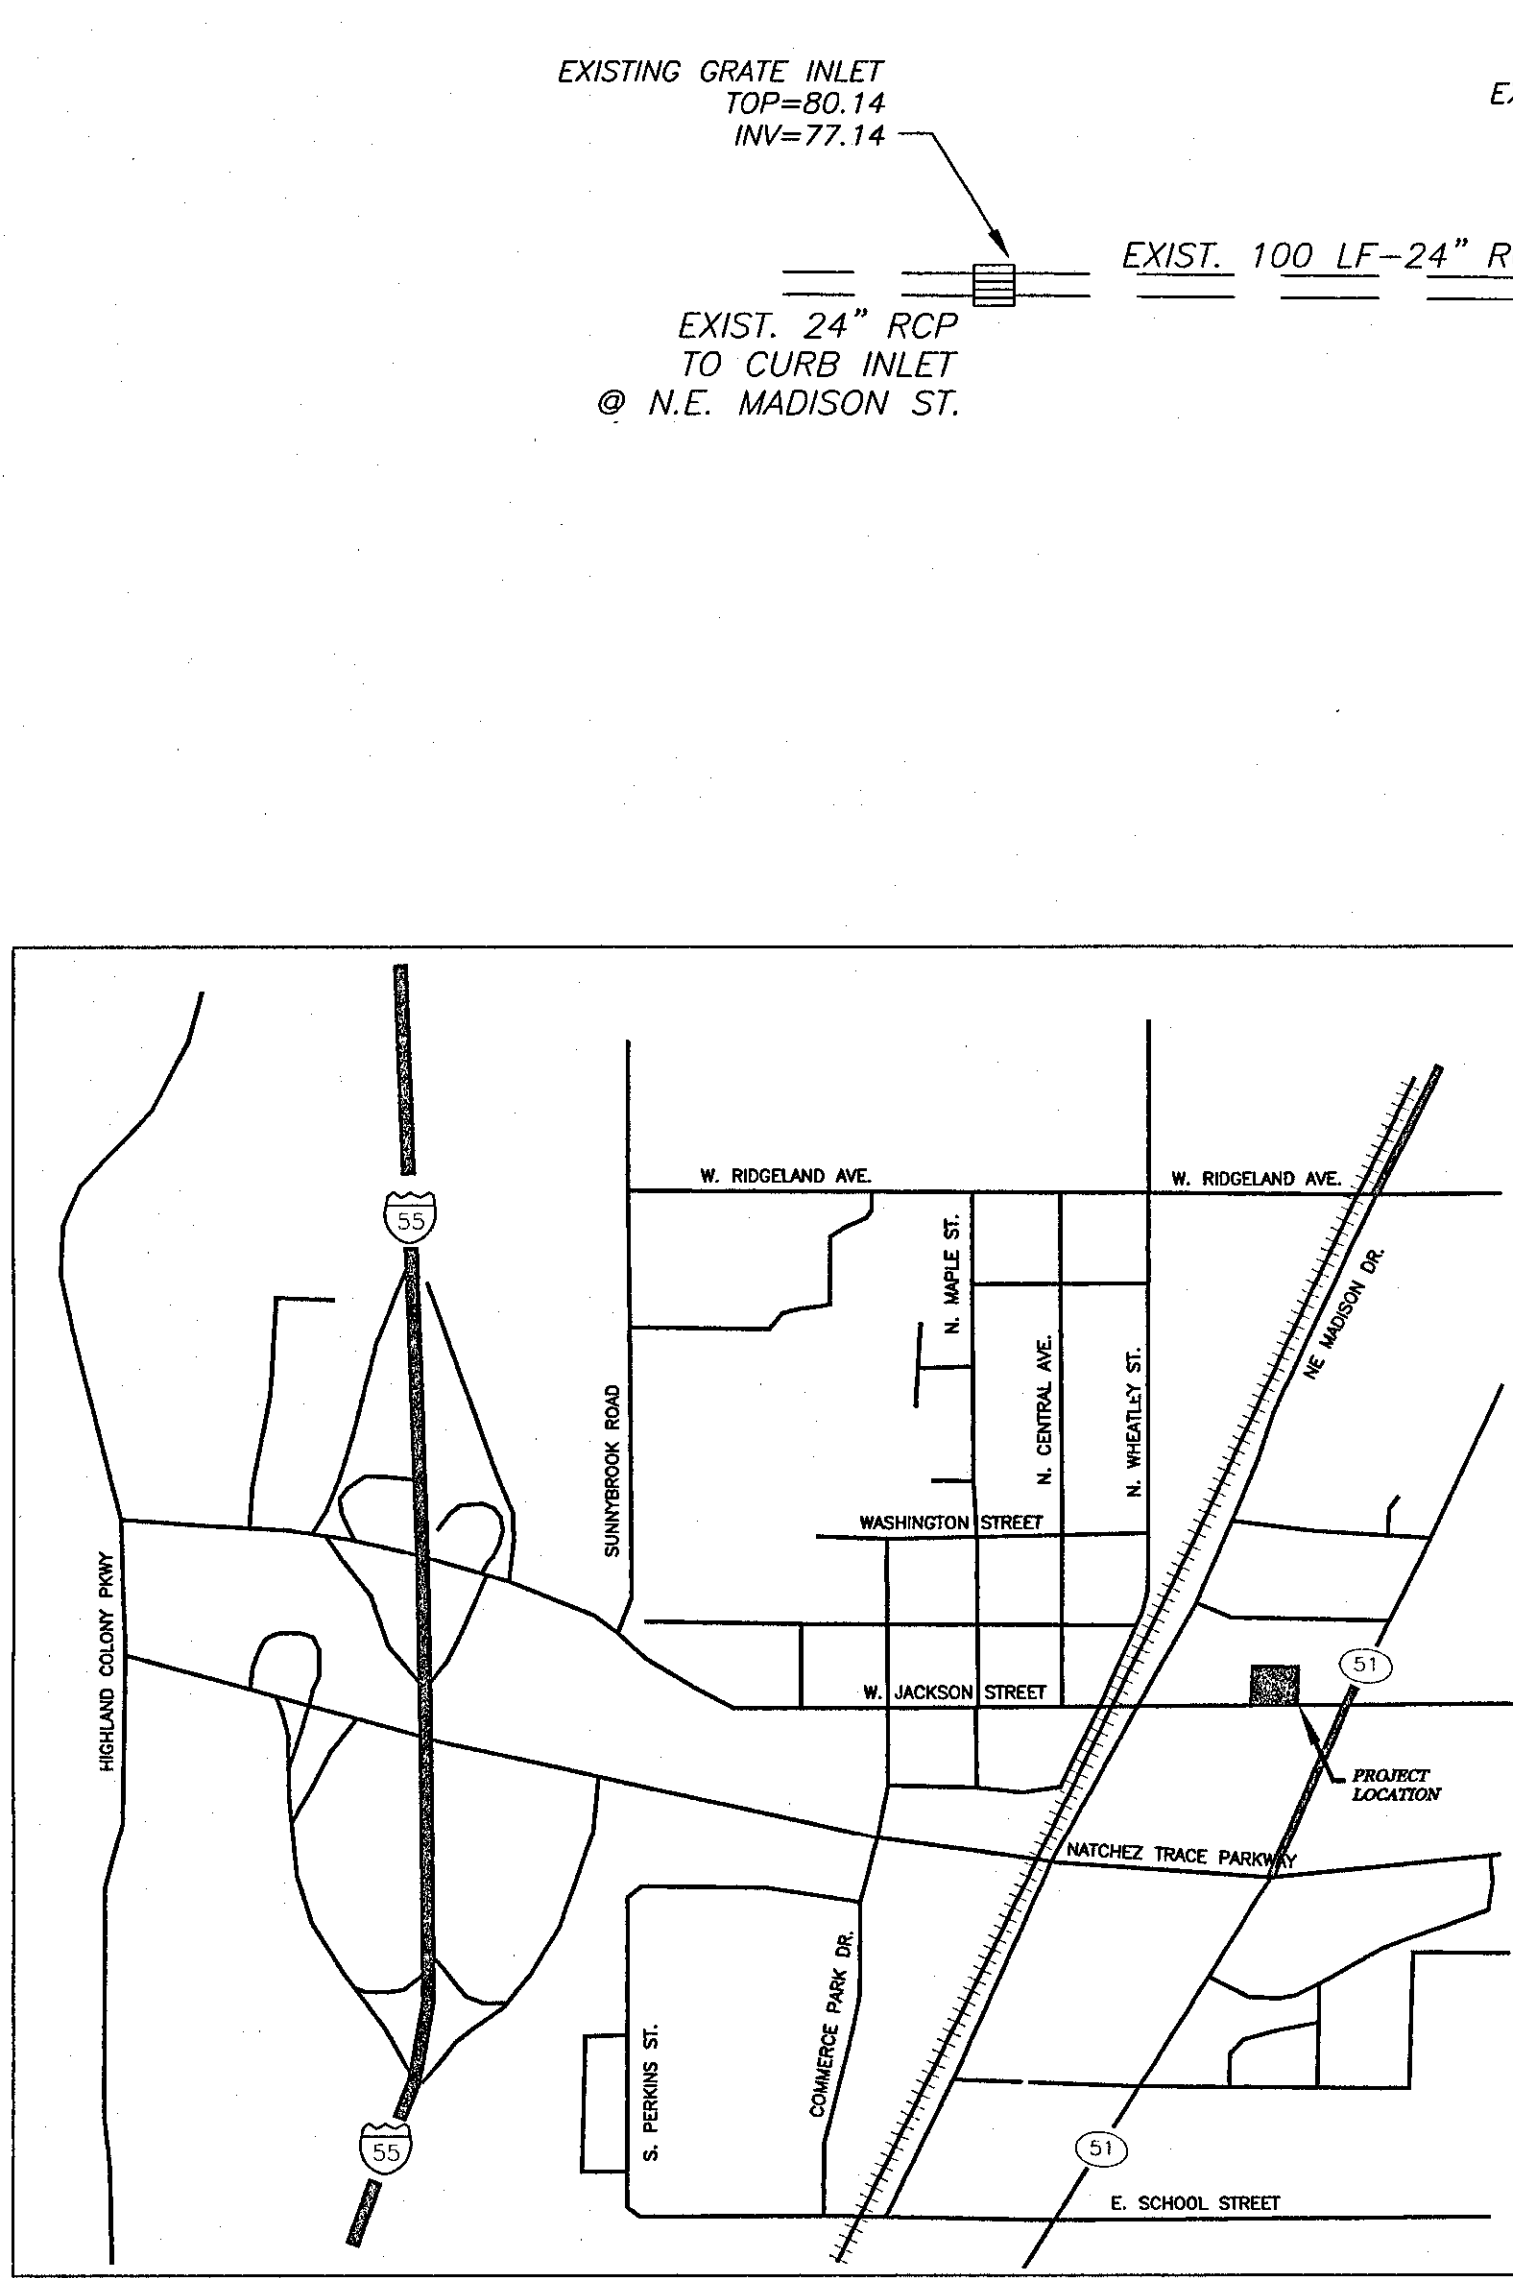 EXISTING GRATE INLET
TOP=80.14
INV=77.14
EXIST. 100 LF-24"
EXIST. 24" RCP
TO CURB INLET
@ N.E. MADISON ST.
W. RIDGELAND AVE.
W. RIDGELAND AVE.
55
N. MAPLE ST.
NE MADISON DR.
N. CENTRAL AVE.
N. WHEATLEY ST.
SUNNYBROOK ROAD
WASHINGTON STREET
HIGHLAND COLONY PKWY
51
W. JACKSON STREET
PROJECT
LOCATION
NATCHEZ TRACE PARKWAY
COMMERCE PARK DR.
S. PERKINS ST.
55
51
E. SCHOOL STREET